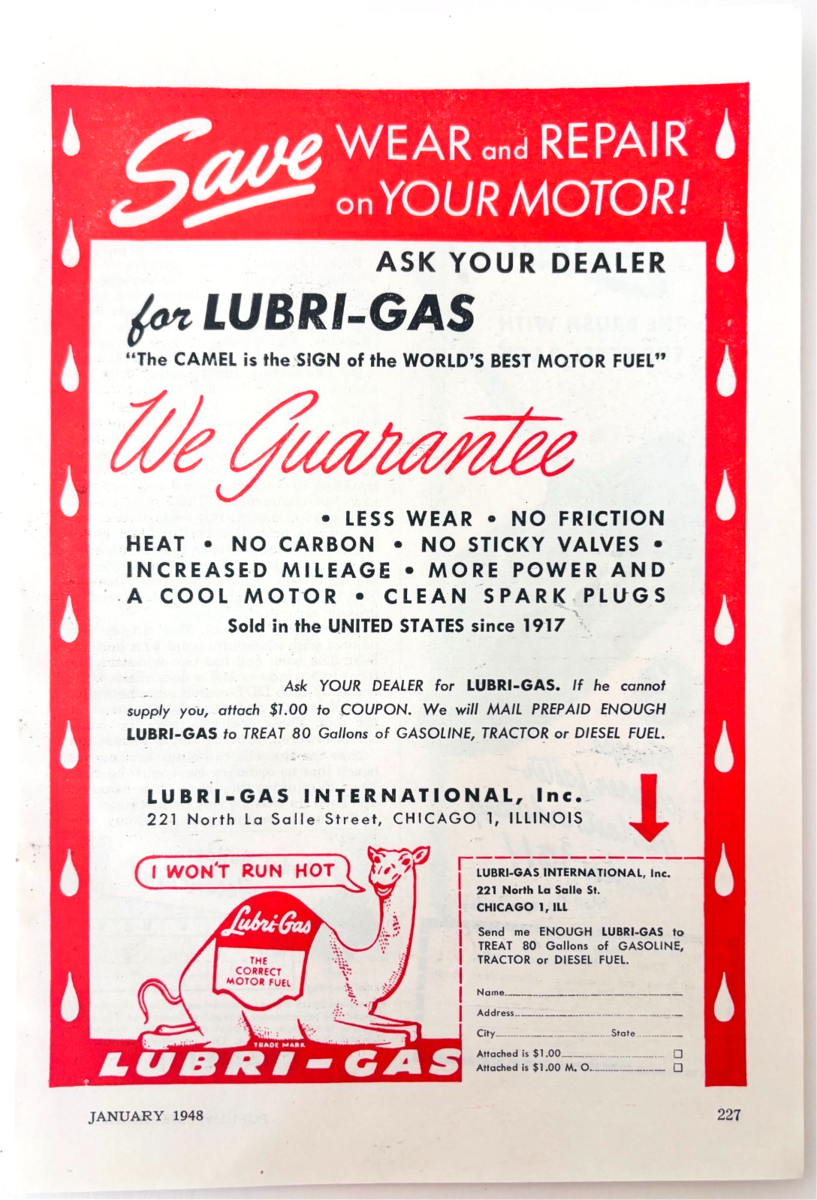 Save WEAR and REPAIR
on YOUR MOTOR!
ASK YOUR DEALER
for LUBRI-GAS
“The CAMEL is the SIGN of the WORLD'S BEST MOTOR FUEL”
We Guarantee
• LESS WEAR • NO FRICTION
HEAT • NO CARBON • NO STICKY VALVES •
INCREASED MILEAGE • MORE POWER AND
A COOL MOTOR • CLEAN SPARK PLUGS
Sold in the UNITED STATES since 1917
Ask YOUR DEALER for LUBRI-GAS. If he cannot
supply you, attach $1.00 to COUPON. We will MAIL PREPAID ENOUGH
LUBRI-GAS to TREAT 80 Gallons of GASOLINE, TRACTOR or DIESEL FUEL.
LUBRI-GAS INTERNATIONAL, Inc.
221 North La Salle Street, CHICAGO 1, ILLINOIS
I WON'T RUN HOT
Lubri-Gas
THE
CORRECT
MOTOR FUEL
TRADE MARK
LUBRI-GAS
LUBRI-GAS INTERNATIONAL, Inc.
221 North La Salle St.
CHICAGO 1, ILL
Send me ENOUGH LUBRI-GAS to
TREAT 80 Gallons of GASOLINE,
TRACTOR or DIESEL FUEL.
Name
Address
City State
Attached is $1.00 □
Attached is $1.00 M. O. □
JANUARY 1948 227